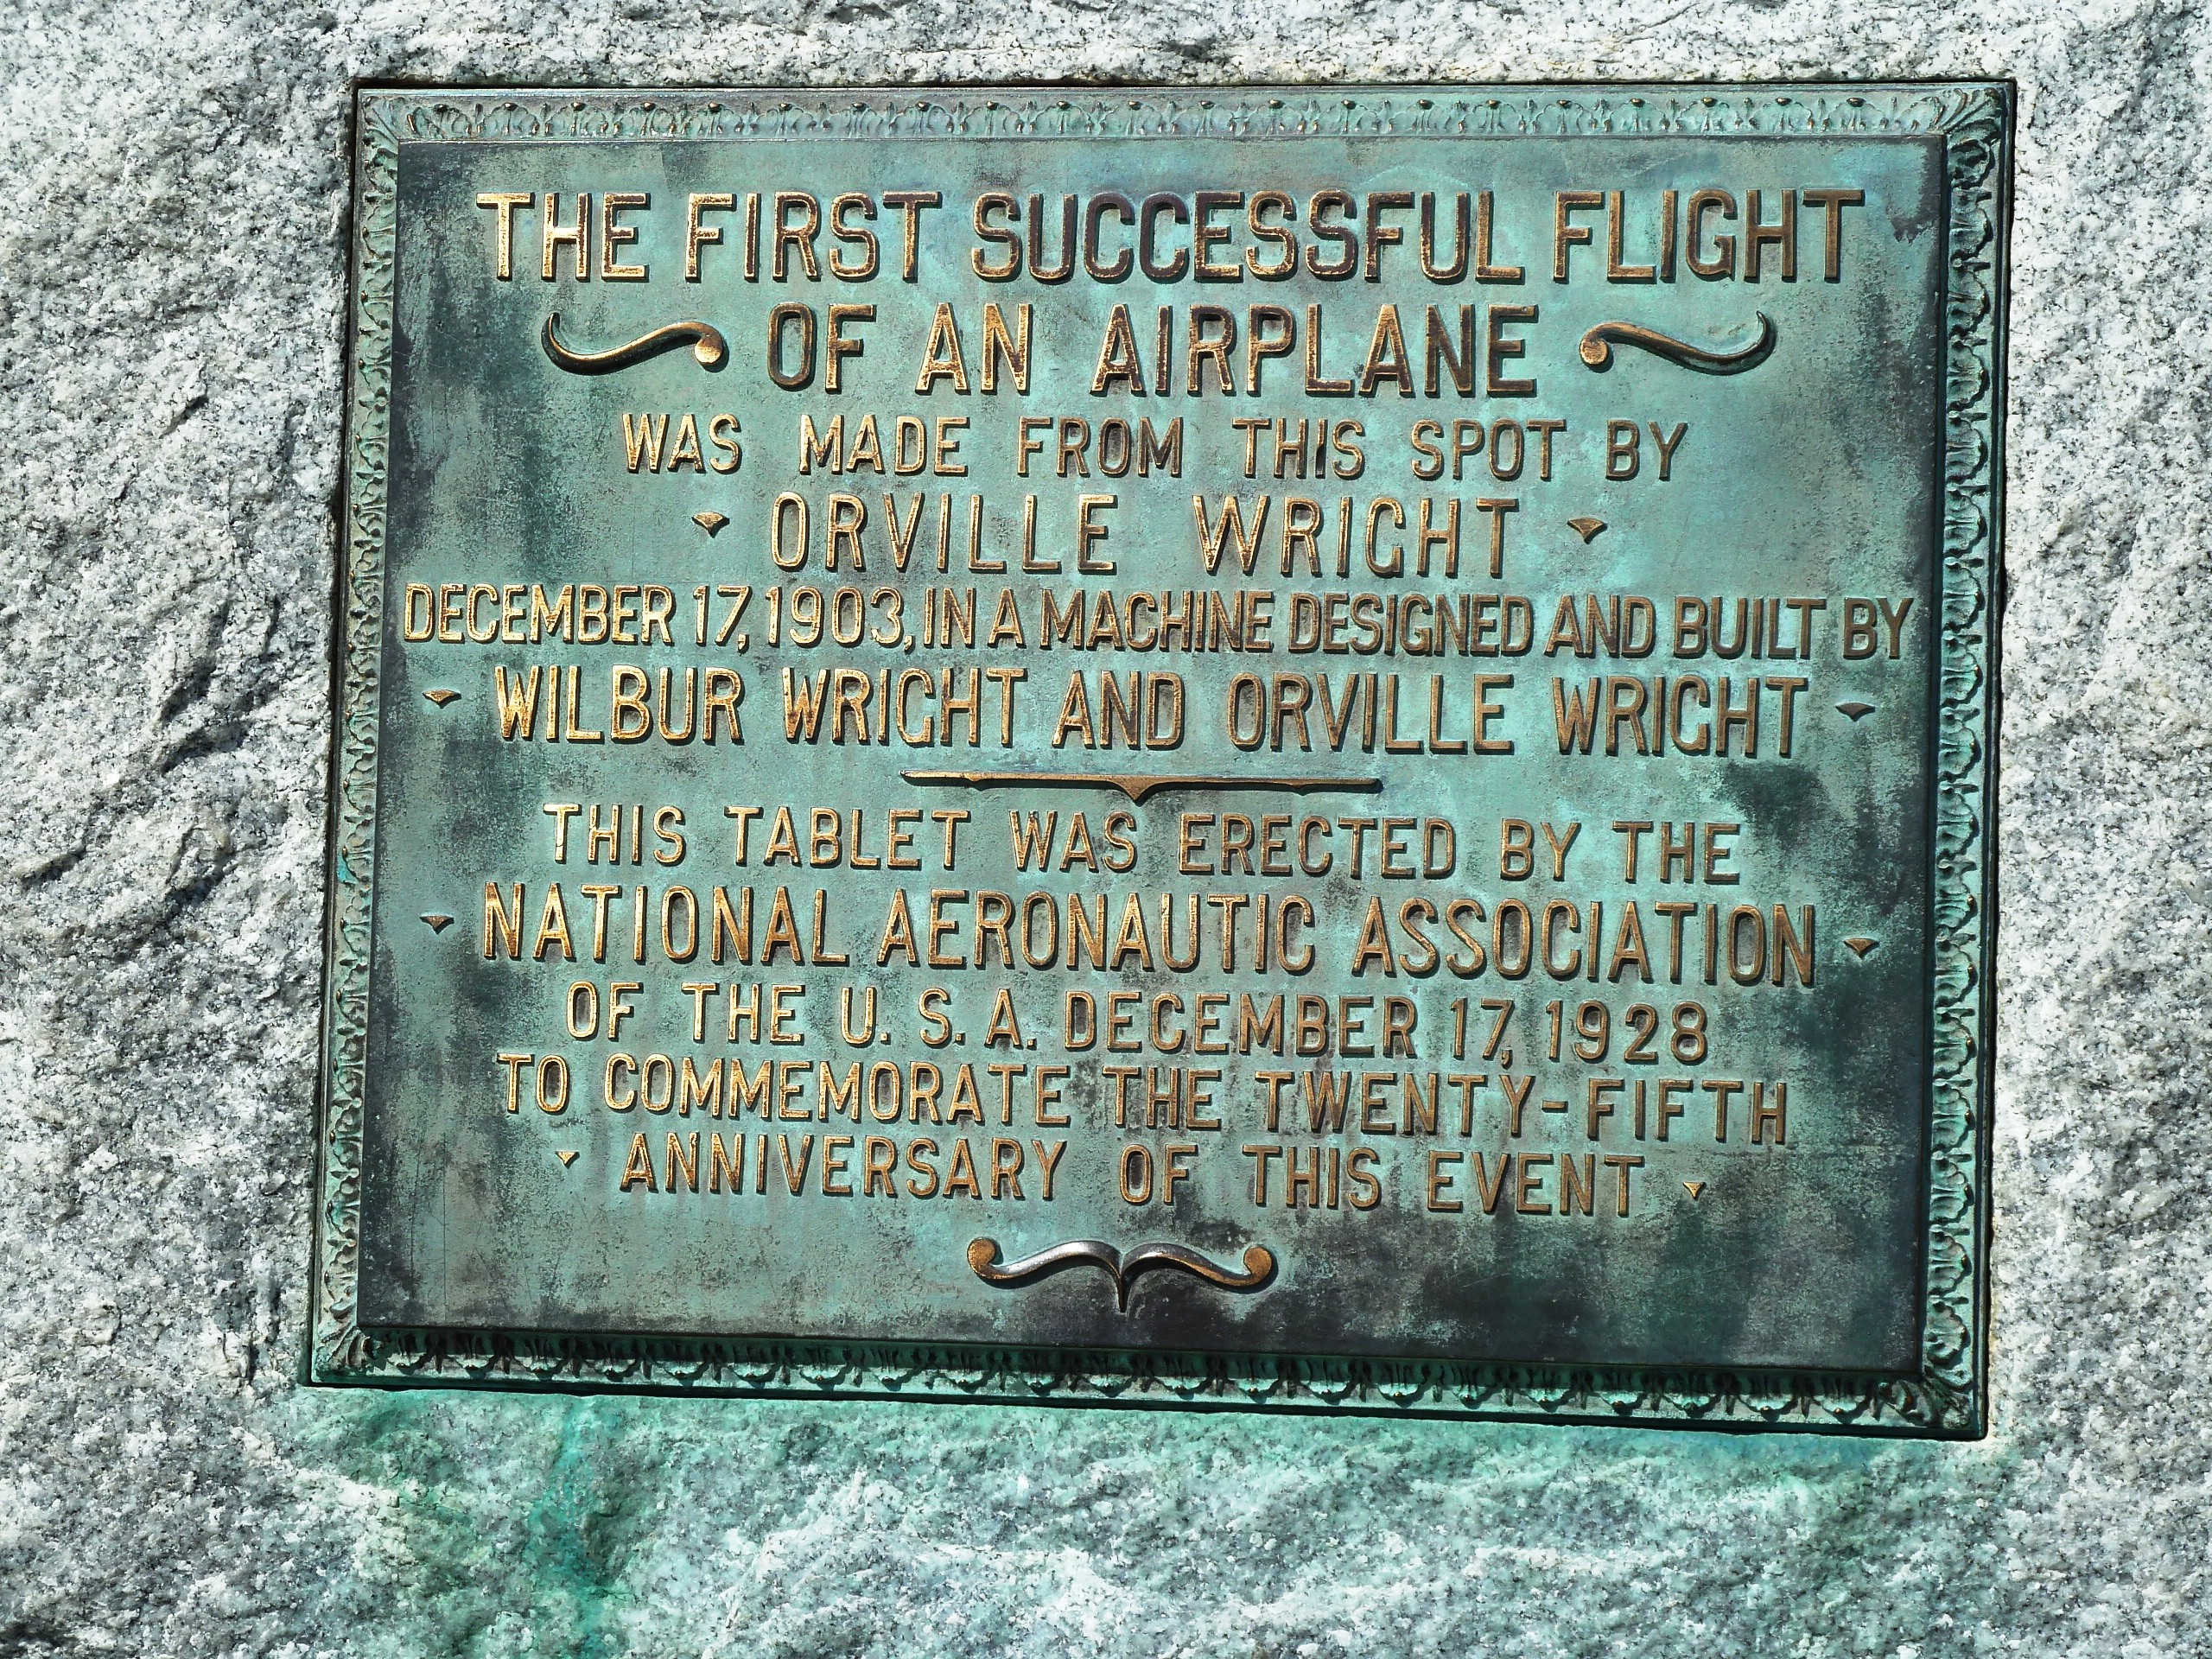 THE FIRST SUCCESSFUL FLIGHT
OF AN AIRPLANE
WAS MADE FROM THIS SPOT BY
ORVILLE WRIGHT
DECEMBER 17, 1903, IN A MACHINE DESIGNED AND BUILT BY
WILBUR WRIGHT AND ORVILLE WRIGHT
THIS TABLET WAS ERECTED BY THE
NATIONAL AERONAUTIC ASSOCIATION
OF THE U. S. A. DECEMBER 17, 1928
TO COMMEMORATE THE TWENTY-FIFTH
ANNIVERSARY OF THIS EVENT